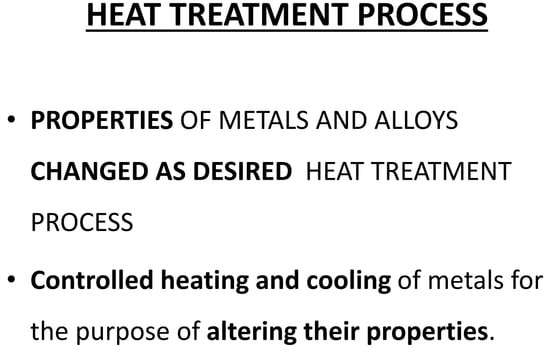 HEAT TREATMENT PROCESS
• PROPERTIES OF METALS AND ALLOYS
CHANGED AS DESIRED HEAT TREATMENT
PROCESS
• Controlled heating and cooling of metals for
the purpose of altering their properties.